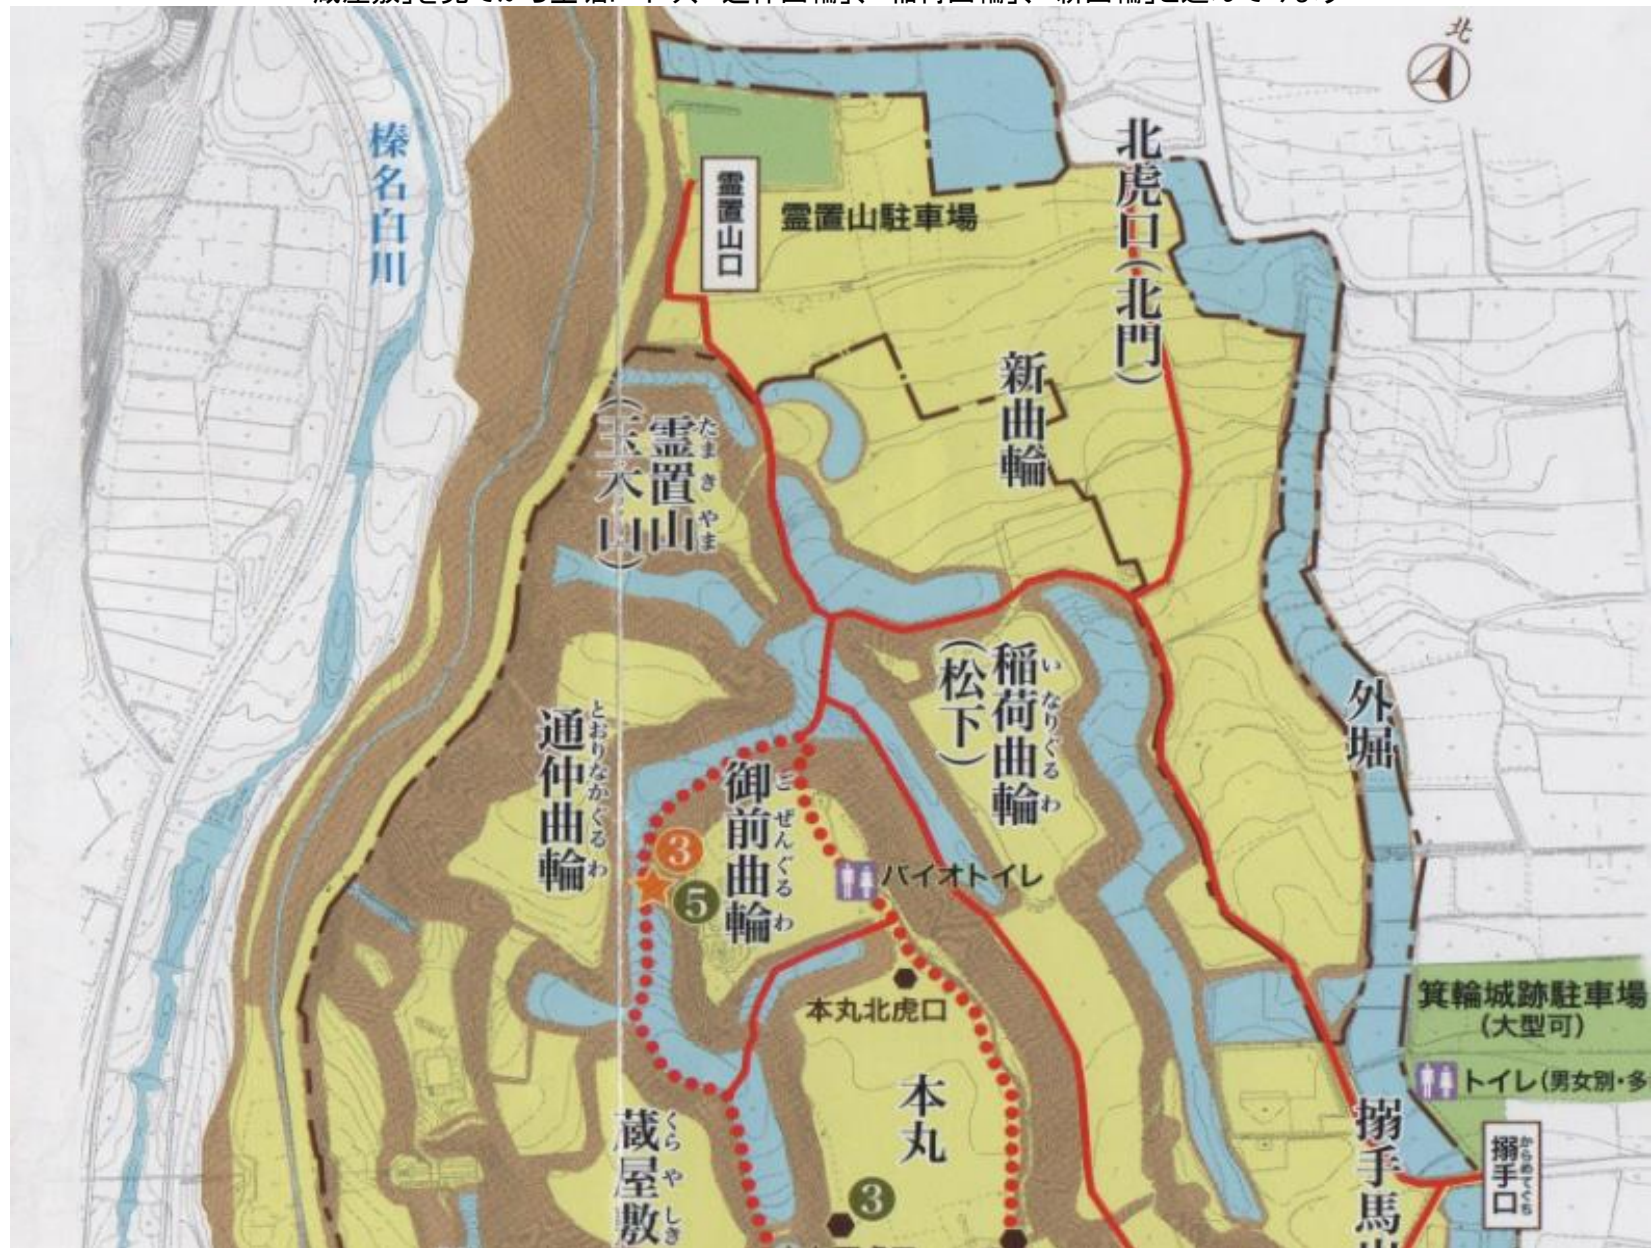 北
榛名白川
北虎口(北門)
霊置山口
霊置山駐車場
新曲輪
たまきやま
霊置山
いなりぐるわ
稲荷曲輪
(松下)
外堀
とおりなかぐるわ
通仲曲輪
ごぜんぐるわ
御前曲輪
3
5
バイオトイレ
本丸北虎口
箕輪城跡駐車場
(大型可)
トイレ(男女別・多
本丸
くらやしき
蔵屋敷
3
搦手馬
からめてぐち
搦手口